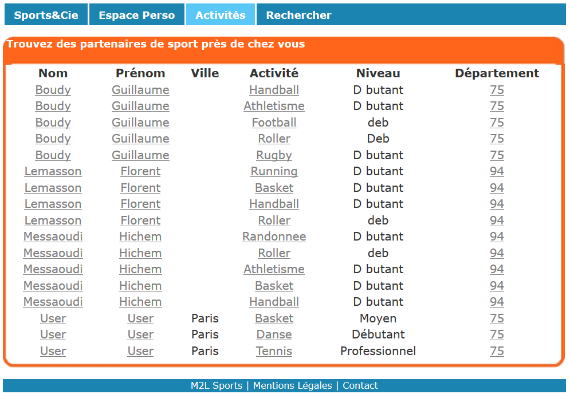 Sports&Cie Espace Perso Activités Rechercher
Trouvez des partenaires de sport près de chez vous
Nom Prénom Ville Activité Niveau Département
Boudy Guillaume Handball D butant 75
Boudy Guillaume Athletisme D butant 75
Boudy Guillaume Football deb 75
Boudy Guillaume Roller Deb 75
Boudy Guillaume Rugby D butant 75
Lemasson Florent Running D butant 94
Lemasson Florent Basket D butant 94
Lemasson Florent Handball D butant 94
Lemasson Florent Roller deb 94
Messaoudi Hichem Randonnee D butant 94
Messaoudi Hichem Roller deb 94
Messaoudi Hichem Athletisme D butant 94
Messaoudi Hichem Basket D butant 94
Messaoudi Hichem Handball D butant 94
User User Paris Basket Moyen 75
User User Paris Danse Débutant 75
User User Paris Tennis Professionnel 75
M2L Sports | Mentions Légales | Contact